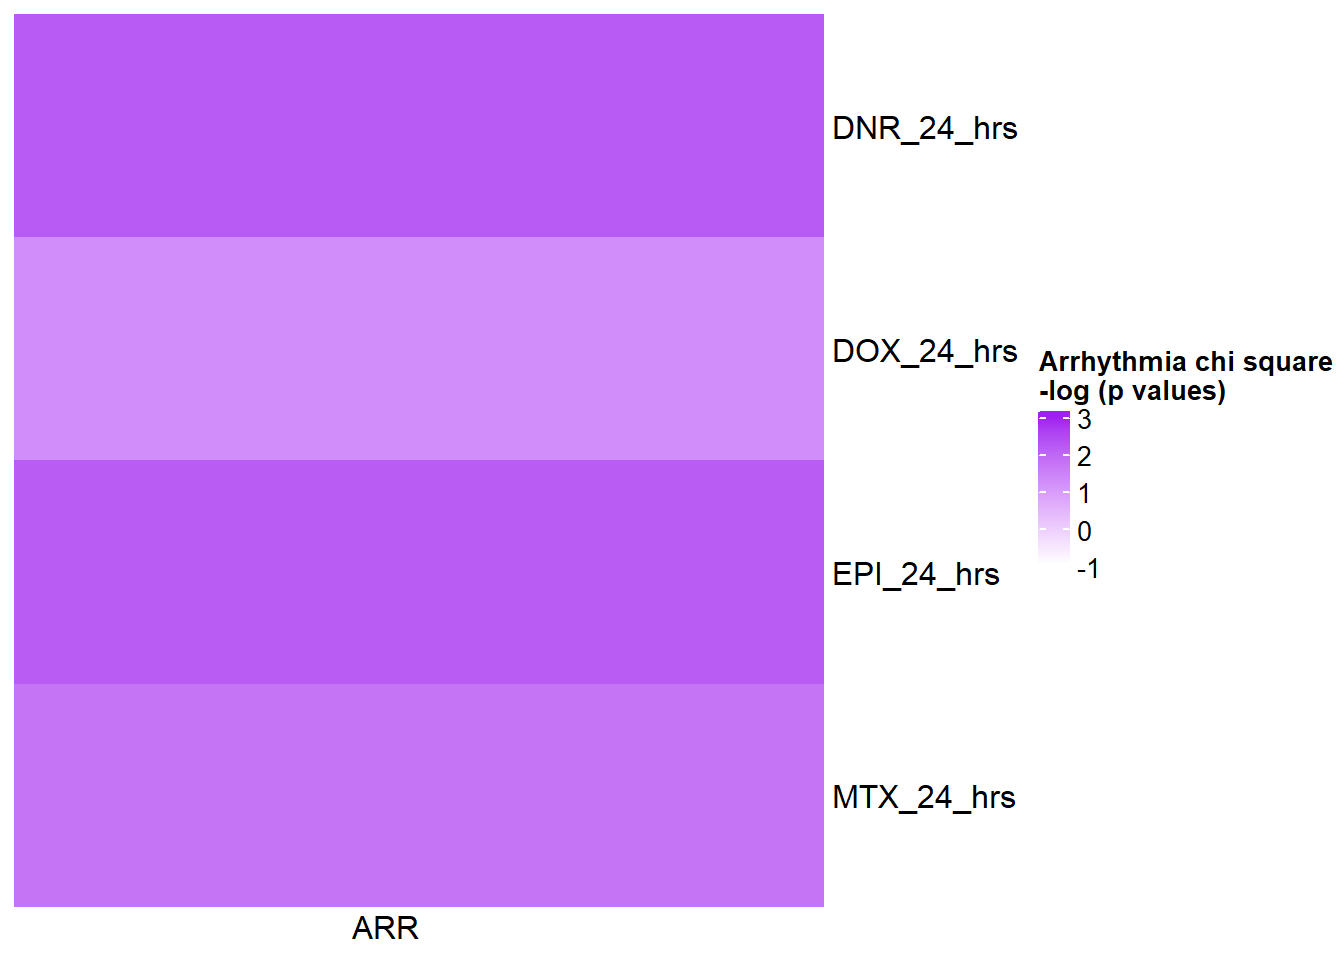 DNR_24_hrs
DOX_24_hrs
EPI_24_hrs
MTX_24_hrs
ARR
Arrhythmia chi square
-log (p values)
3
2
1
0
-1